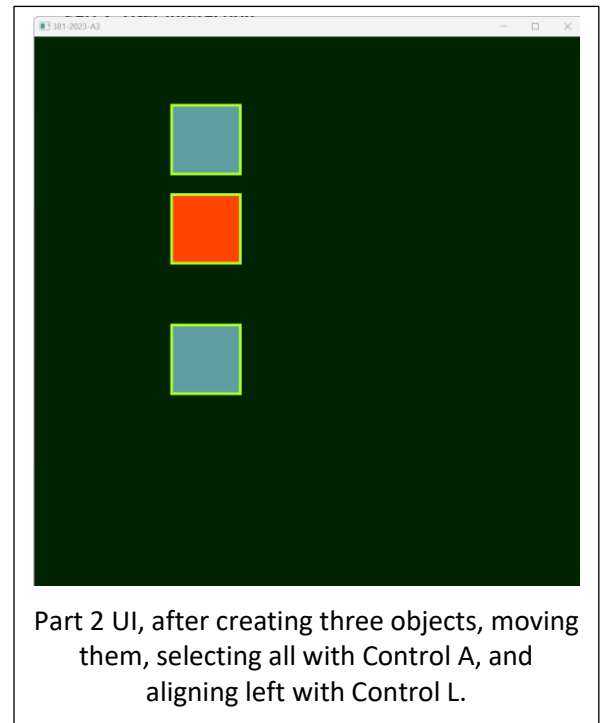 381-2023-A3
Part 2 UI, after creating three objects, moving
them, selecting all with Control A, and
aligning left with Control L.